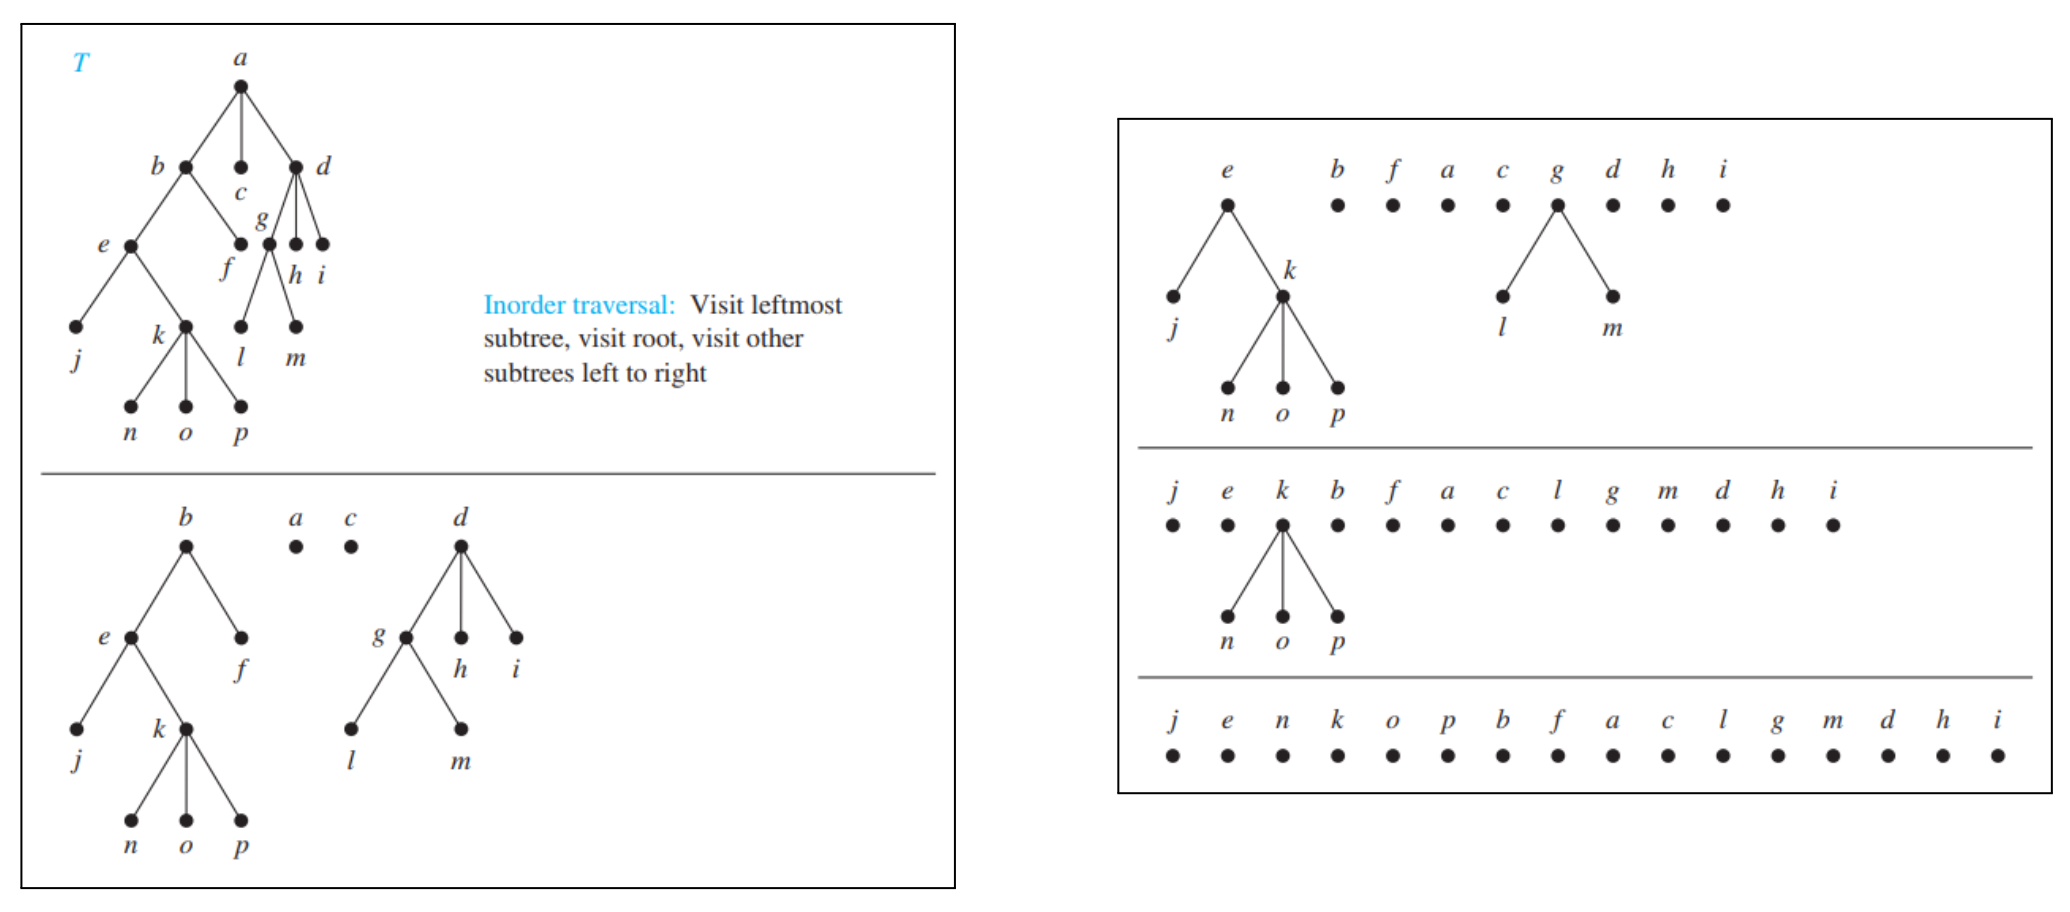 T
a
b
d
c
g
e
f
h i
Inorder traversal: Visit leftmost
subtree, visit root, visit other
subtrees left to right
k
j
l
m
n
o
p
b a c d
e
g
f
h
i
k
j
l
m
n
o
p
e b f a c g d h i
k
j
l
m
n o p
j e k b f a c l g m d h i
n o p
j e n k o p b f a c l g m d h i